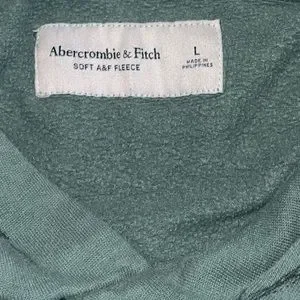 Abercrombie & Fitch
SOFT A&F FLEECE
L
MADE IN
PHILIPPINES